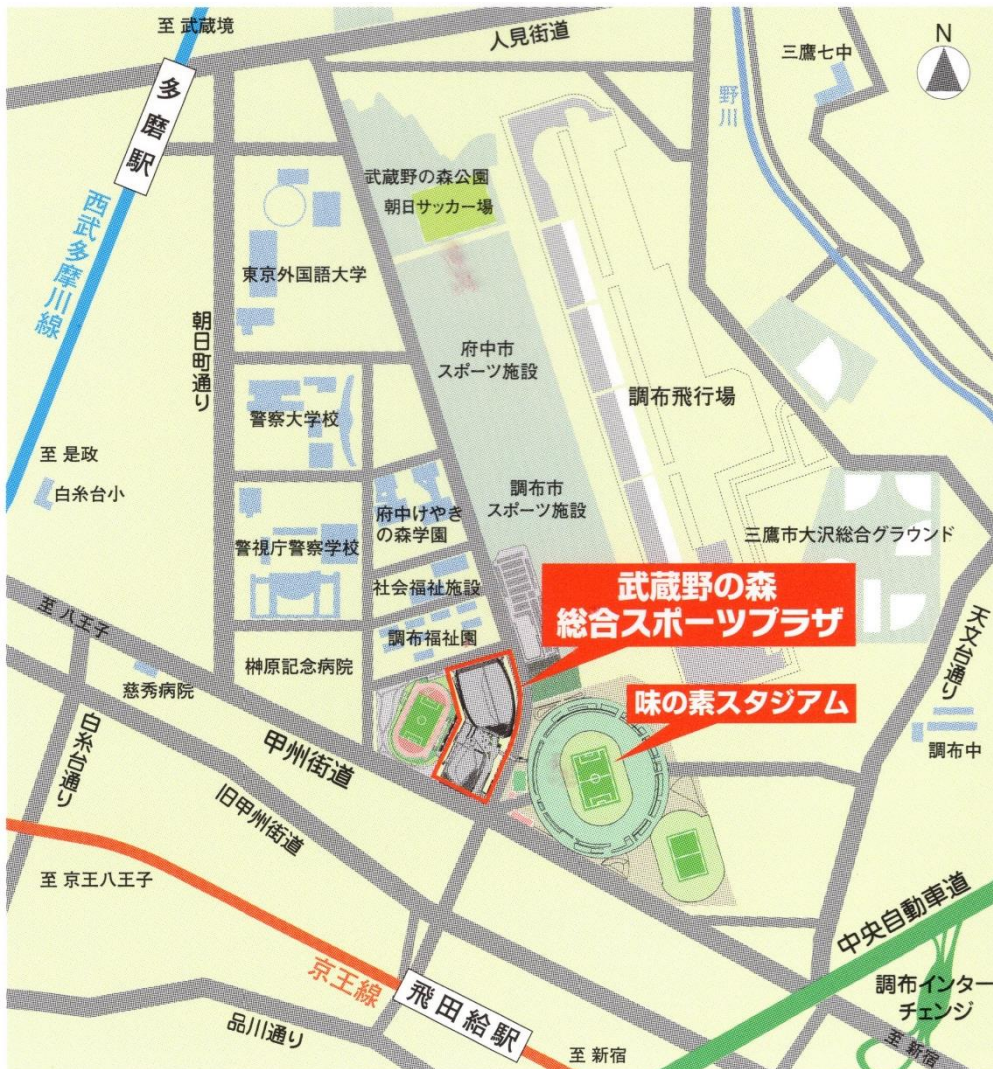 至 武蔵境
人見街道
三鷹七中
N
多磨駅
野川
武蔵野の森公園
朝日サッカー場
西武多摩川線
東京外国語大学
朝日町通り
府中市
スポーツ施設
調布飛行場
警察大学校
至 是政
白糸台小
調布市
スポーツ施設
府中けやき
の森学園
三鷹市大沢総合グラウンド
警視庁警察学校
武蔵野の森
総合スポーツプラザ
社会福祉施設
至 八王子
調布福祉園
天文台通り
榊原記念病院
慈秀病院
味の素スタジアム
白糸台通り
調布中
甲州街道
旧甲州街道
至 京王八王子
中央自動車道
京王線
飛田給駅
調布インター
チェンジ
品川通り
至 新宿
至 新宿